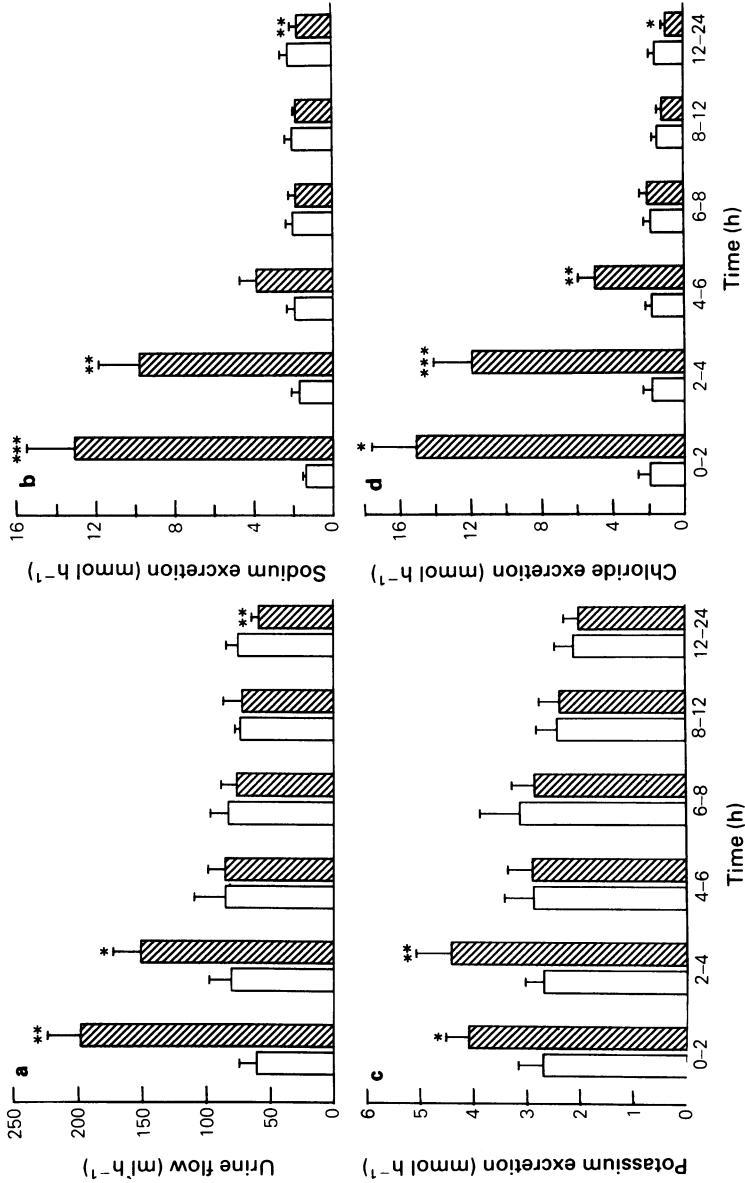 a
Urine flow (ml h⁻¹)
250
200
150
100
50
0
**
*
**
b
Sodium excretion (mmol h⁻¹)
16
12
8
4
0
***
**
**
c
Potassium excretion (mmol h⁻¹)
6
5
4
3
2
1
0
*
**
0–2 2–4 4–6 6–8 8–12 12–24
Time (h)
d
Chloride excretion (mmol h⁻¹)
16
12
8
4
0
*
***
**
*
0–2 2–4 4–6 6–8 8–12 12–24
Time (h)